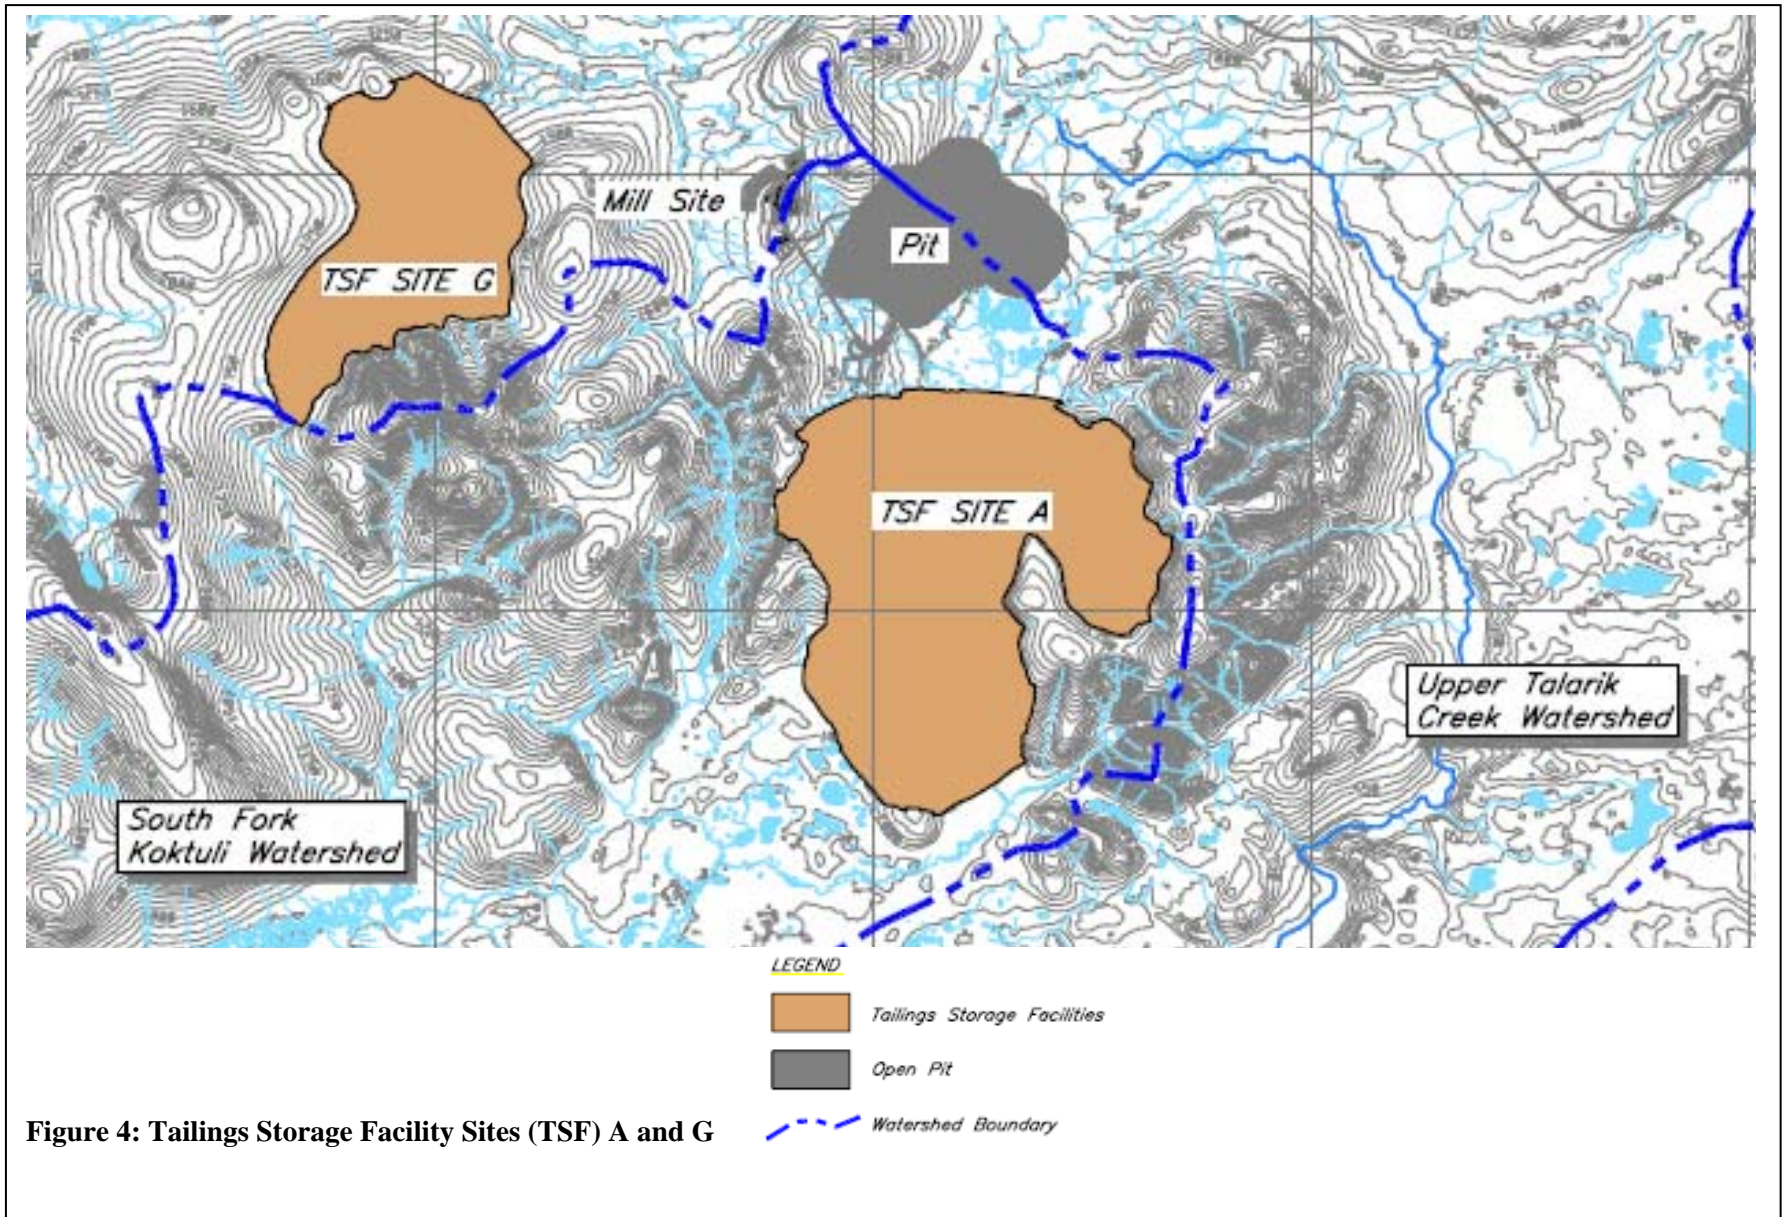 Mill Site
Pit
TSF SITE G
TSF SITE A
Upper Talarik
Creek Watershed
South Fork
Koktuli Watershed
LEGEND
Tailings Storage Facilities
Open Pit
Watershed Boundary
Figure 4: Tailings Storage Facility Sites (TSF) A and G